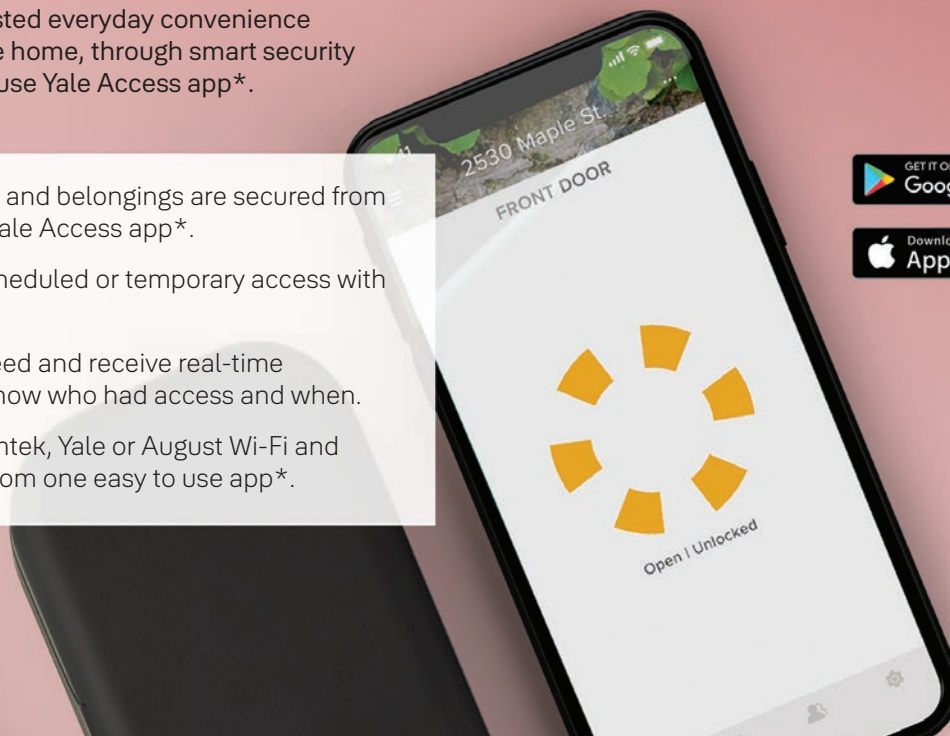 sted everyday convenience
e home, through smart security
use Yale Access app*.
and belongings are secured from
ale Access app*.
heduled or temporary access with
eed and receive real-time
now who had access and when.
ntek, Yale or August Wi-Fi and
om one easy to use app*.
41
2530 Maple St.
FRONT DOOR
Open | Unlocked
GET IT O
Goog
Downlo
App